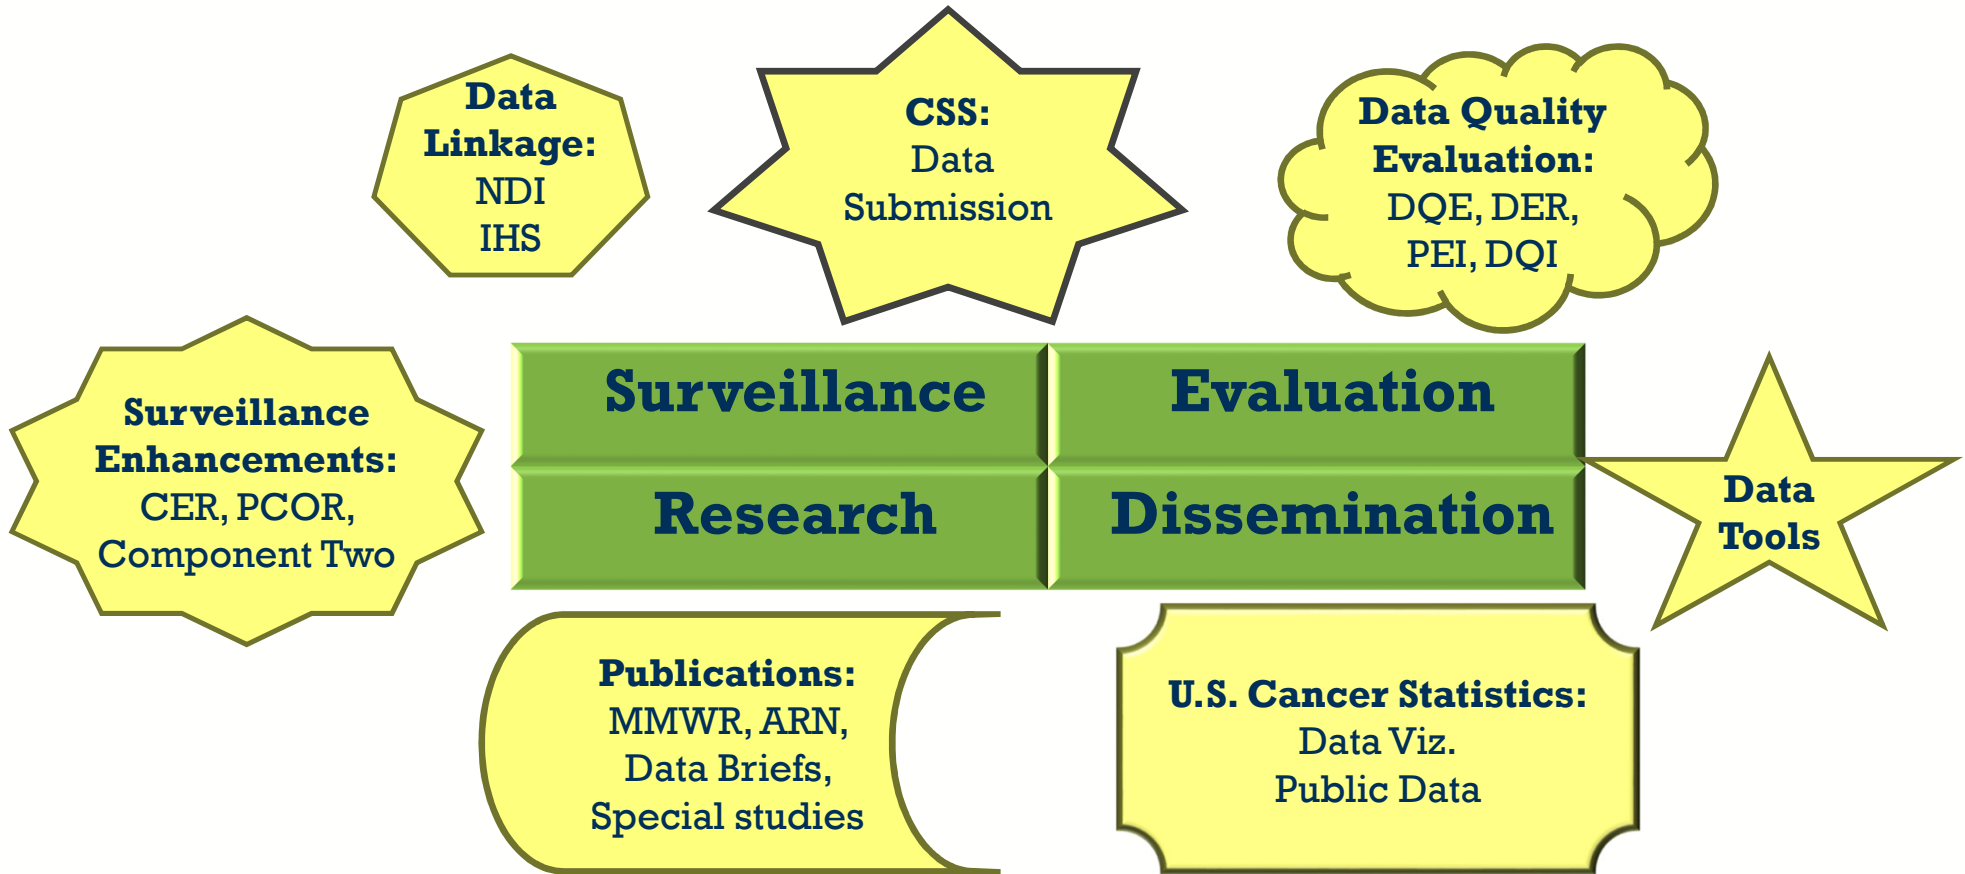 Data
Linkage:
NDI
IHS
CSS:
Data
Submission
Data Quality
Evaluation:
DQE, DER,
PEI, DQI
Surveillance
Enhancements:
CER, PCOR,
Component Two
Surveillance
Evaluation
Research
Dissemination
Data
Tools
Publications:
MMWR, ARN,
Data Briefs,
Special studies
U.S. Cancer Statistics:
Data Viz.
Public Data